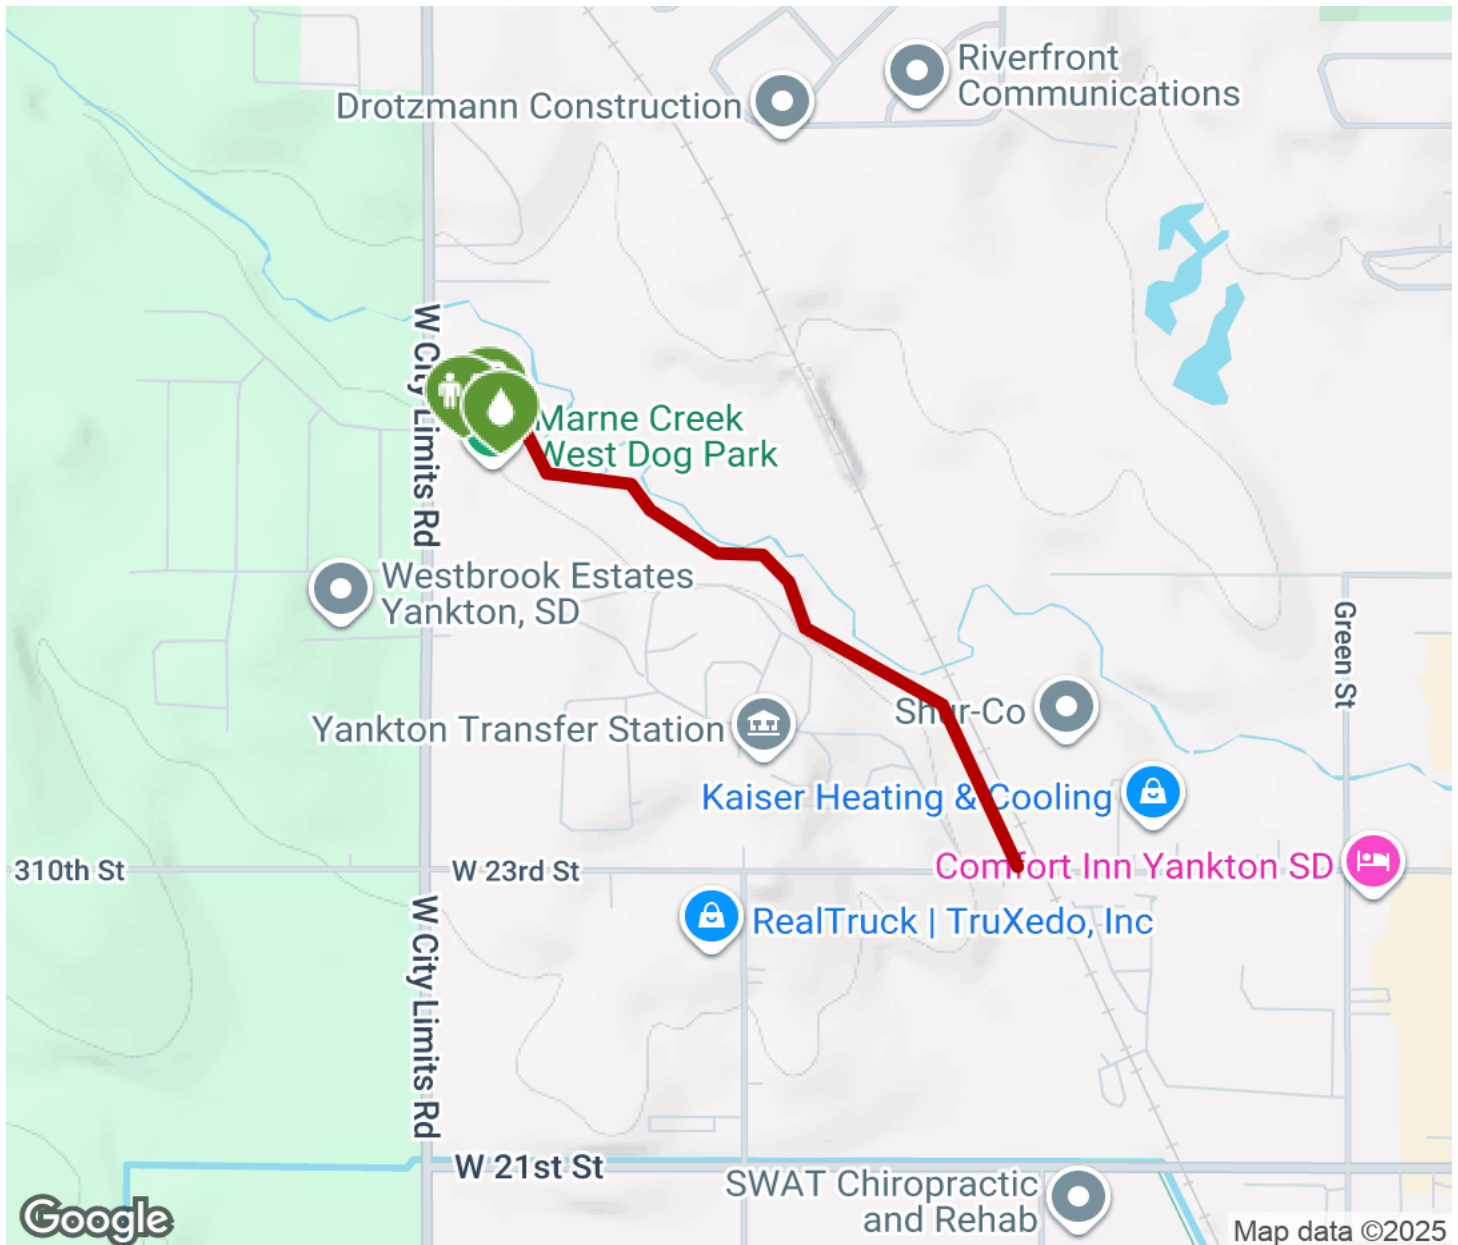 Riverfront
Communications
Drotzmann Construction
W City Limits Rd
Marne Creek
West Dog Park
Westbrook Estates
Yankton, SD
Green St
Shur-Co
Yankton Transfer Station
Kaiser Heating & Cooling
310th St
W 23rd St
Comfort Inn Yankton SD
W City Limits Rd
RealTruck | TruXedo, Inc
W 21st St
SWAT Chiropractic
and Rehab
Google
Map data ©2025